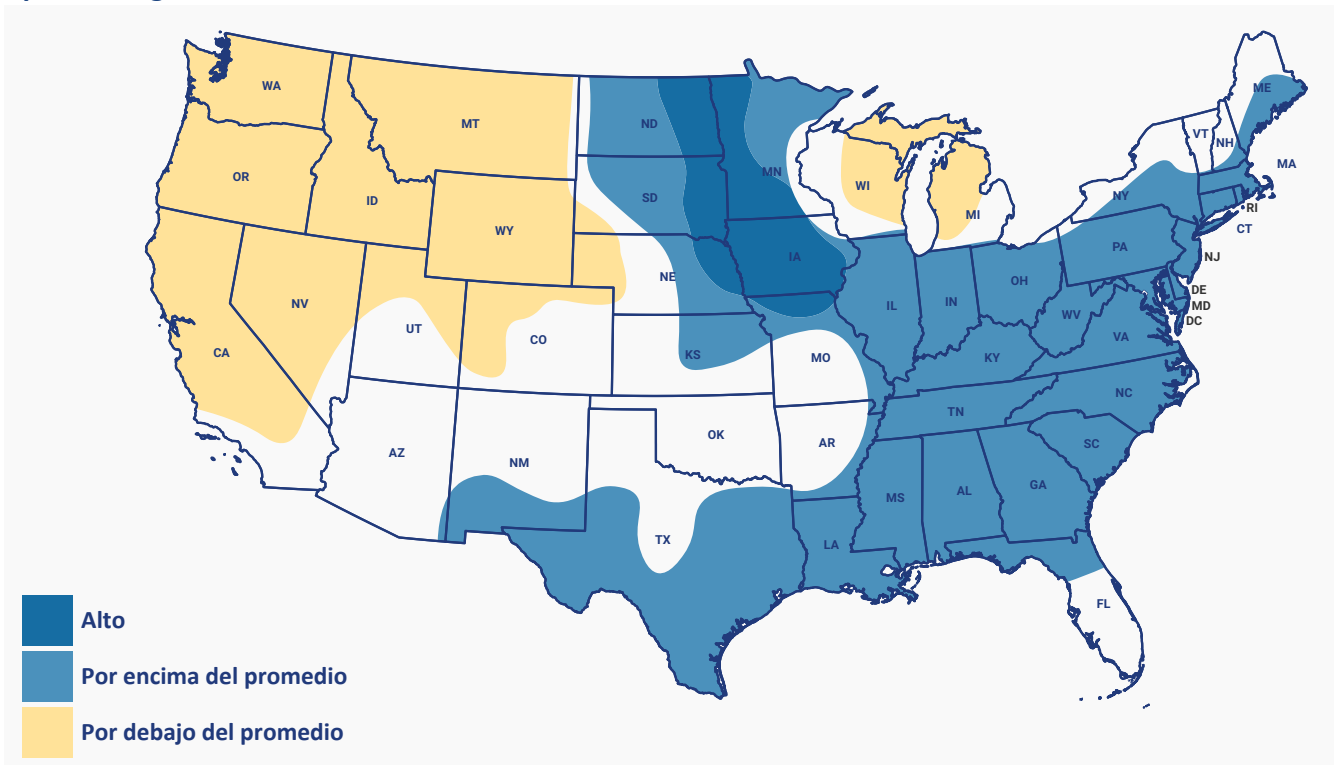 WA
MT
ND
ME
VT
NH
MN
MA
OR
ID
SD
WI
MI
NY
RI
CT
WY
PA
NJ
NE
IA
NV
OH
IL
IN
DE
MD
DC
UT
CO
WV
VA
CA
KS
MO
KY
NC
TN
OK
AR
SC
AZ
NM
GA
MS
AL
TX
LA
FL
Alto
Por encima del promedio
Por debajo del promedio